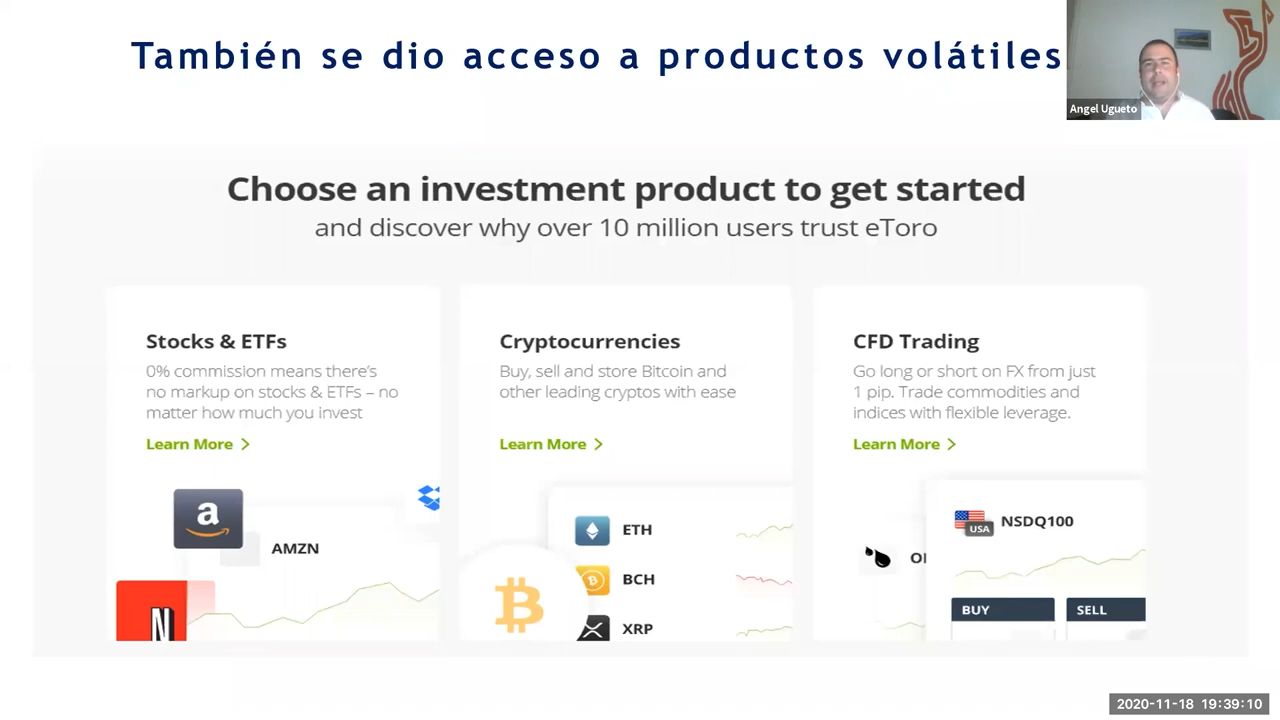 También se dio acceso a productos volátiles
Angel Ugueto
Choose an investment product to get started
and discover why over 10 million users trust eToro
Stocks & ETFs
0% commission means there's
no markup on stocks & ETFs – no
matter how much you invest
Learn More >
a
AMZN
N
Cryptocurrencies
Buy, sell and store Bitcoin and
other leading cryptos with ease
Learn More >
ETH
BCH
XRP
CFD Trading
Go long or short on FX from just
1 pip. Trade commodities and
indices with flexible leverage.
Learn More >
USA
NSDQ100
BUY
SELL
2020-11-18 19:39:10